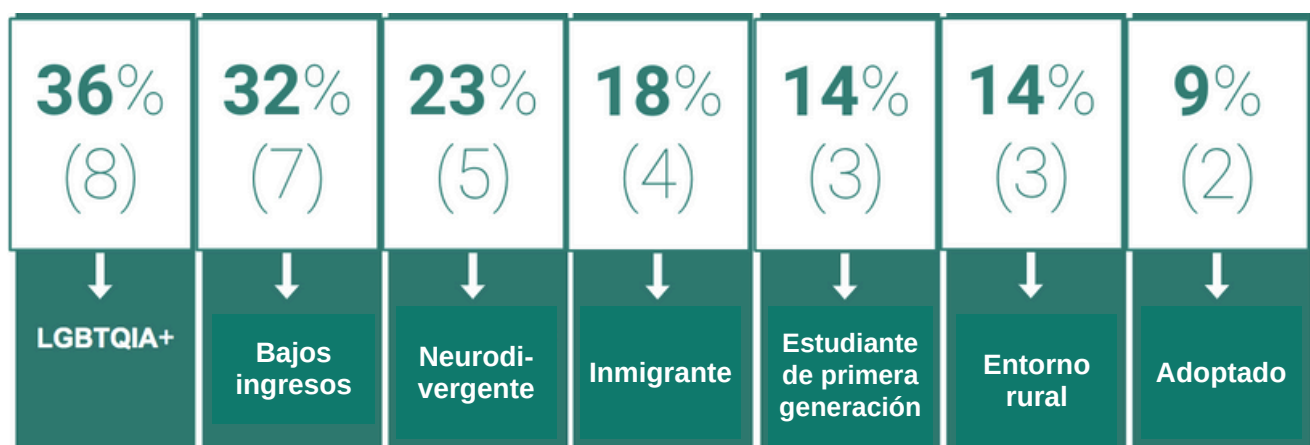 36%
(8)
LGBTQIA+
32%
(7)
Bajos
ingresos
23%
(5)
Neurodi-
vergente
18%
(4)
Inmigrante
14%
(3)
Estudiante
de primera
generación
14%
(3)
Entorno
rural
9%
(2)
Adoptado